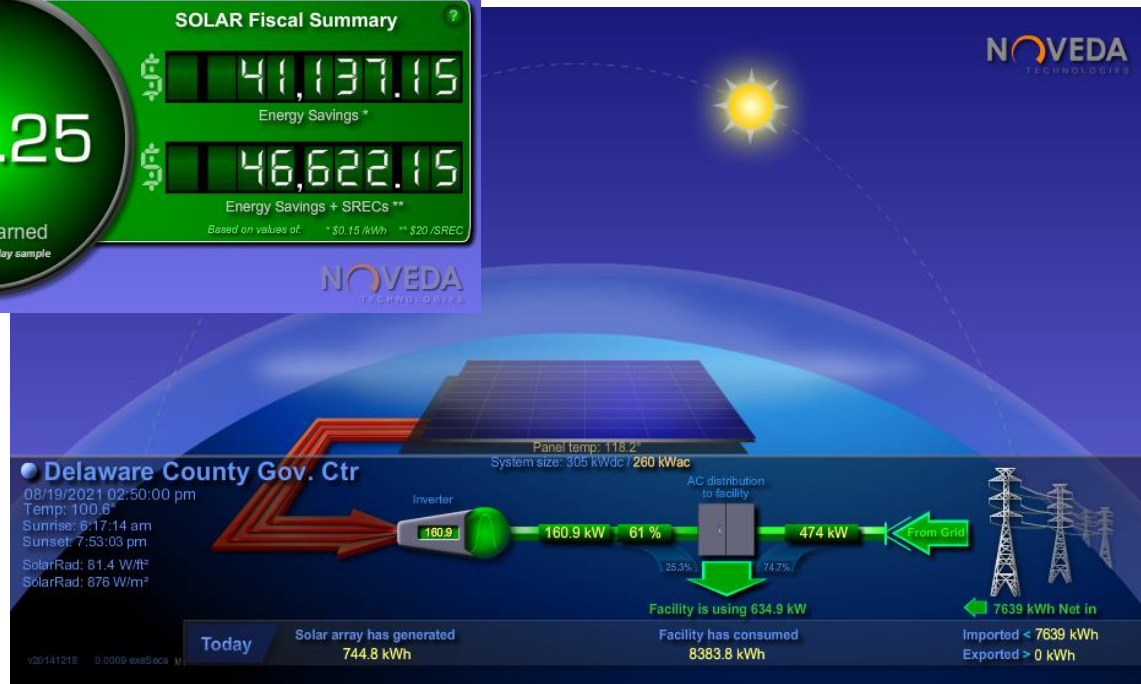 SOLAR Fiscal Summary
?
$ 41,137.15
Energy Savings *
.25
$ 46,622.15
Energy Savings + SRECs **
arned
Based on values of: * $0.15 /kWh ** $20 /SREC
lay sample
NOVEDA
TECHNOLOGIES
NOVEDA
TECHNOLOGIES
Panel temp: 118.2°
System size: 305 kWdc / 260 kWac
Delaware County Gov. Ctr
08/19/2021 02:50:00 pm
Temp: 100.6°
Sunrise: 6:17:14 am
Sunset: 7:53:03 pm
SolarRad: 81.4 W/ft²
SolarRad: 876 W/m²
Inverter
160.9
160.9 kW
61 %
AC distribution
to facility
474 kW
From Grid
25.3%
74.7%
Facility is using 634.9 kW
7639 kWh Net in
Today
Solar array has generated
744.8 kWh
Facility has consumed
8383.8 kWh
Imported < 7639 kWh
Exported > 0 kWh
v20141218 0.0009 exeSecs